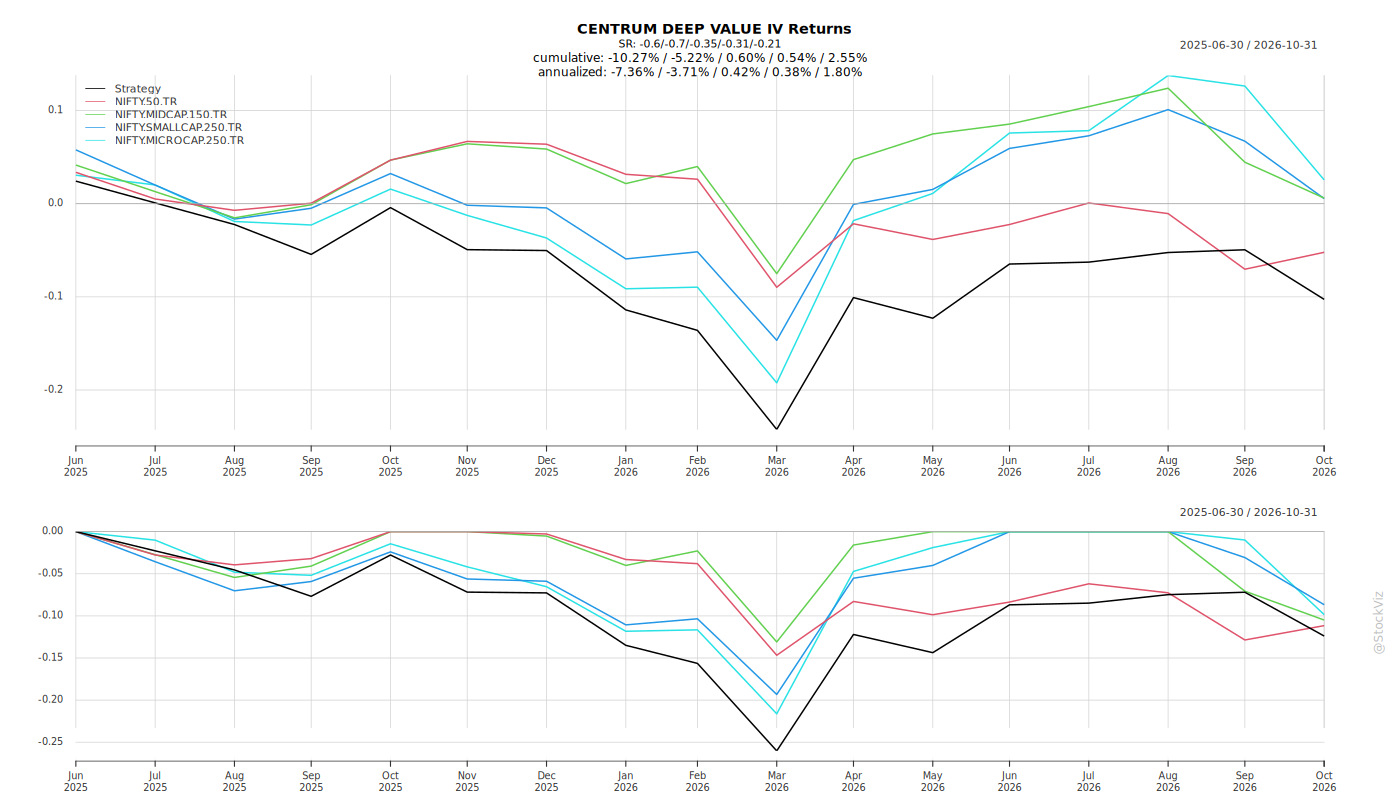 CENTRUM DEEP VALUE IV Returns
SR: -0.6/-0.7/-0.35/-0.31/-0.21
2025-06-30 / 2026-10-31
cumulative: -10.27% / -5.22% / 0.60% / 0.54% / 2.55%
annualized: -7.36% / -3.71% / 0.42% / 0.38% / 1.80%
Strategy
NIFTY.50.TR
NIFTY.MIDCAP.150.TR
NIFTY.SMALLCAP.250.TR
NIFTY.MICROCAP.250.TR
0.1
0.0
-0.1
-0.2
Jun Jul Aug Sep Oct Nov Dec Jan Feb Mar Apr May Jun Jul Aug Sep Oct
2025 2025 2025 2025 2025 2025 2025 2026 2026 2026 2026 2026 2026 2026 2026 2026 2026
2025-06-30 / 2026-10-31
0.00
-0.05
-0.10
-0.15
-0.20
-0.25
Jun Jul Aug Sep Oct Nov Dec Jan Feb Mar Apr May Jun Jul Aug Sep Oct
2025 2025 2025 2025 2025 2025 2025 2026 2026 2026 2026 2026 2026 2026 2026 2026 2026
@StockViz